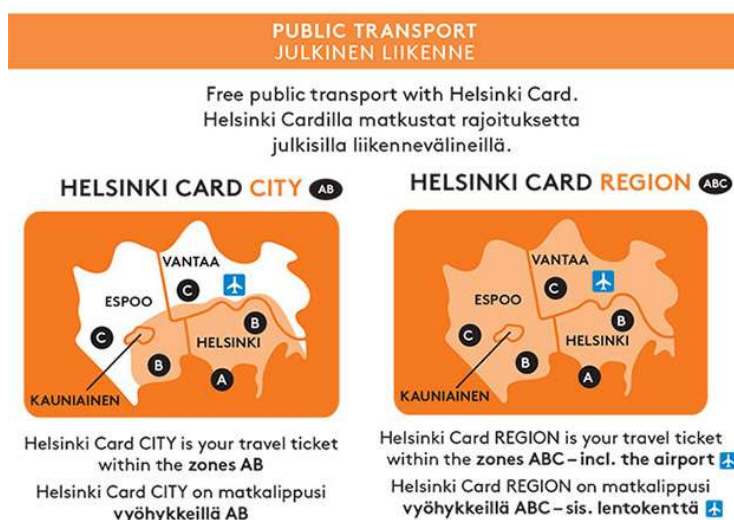 PUBLIC TRANSPORT
JULKINEN LIIKENNE
Free public transport with Helsinki Card.
Helsinki Cardilla matkustat rajoituksetta
julkisilla liikennevälineillä.
HELSINKI CARD CITY AB
VANTAA
C
ESPOO
B
C
HELSINKI
B
A
KAUNIAINEN
Helsinki Card CITY is your travel ticket
within the zones AB
Helsinki Card CITY on matkalippusi
vyöhykkeillä AB
HELSINKI CARD REGION ABC
VANTAA
C
ESPOO
B
C
HELSINKI
B
A
KAUNIAINEN
Helsinki Card REGION is your travel ticket
within the zones ABC – incl. the airport
Helsinki Card REGION on matkalippusi
vyöhykkeillä ABC – sis. lentokenttä